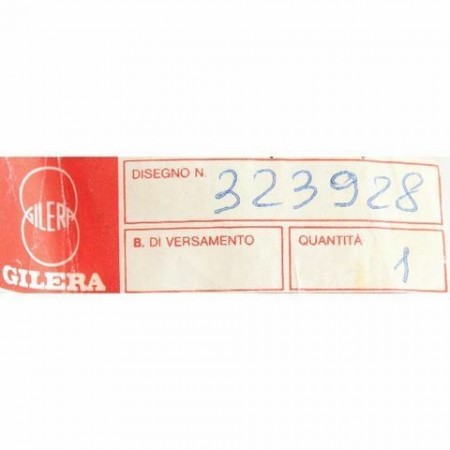 GILERA
GILERA
DISEGNO N. 323928
B. DI VERSAMENTO
QUANTITÀ
1